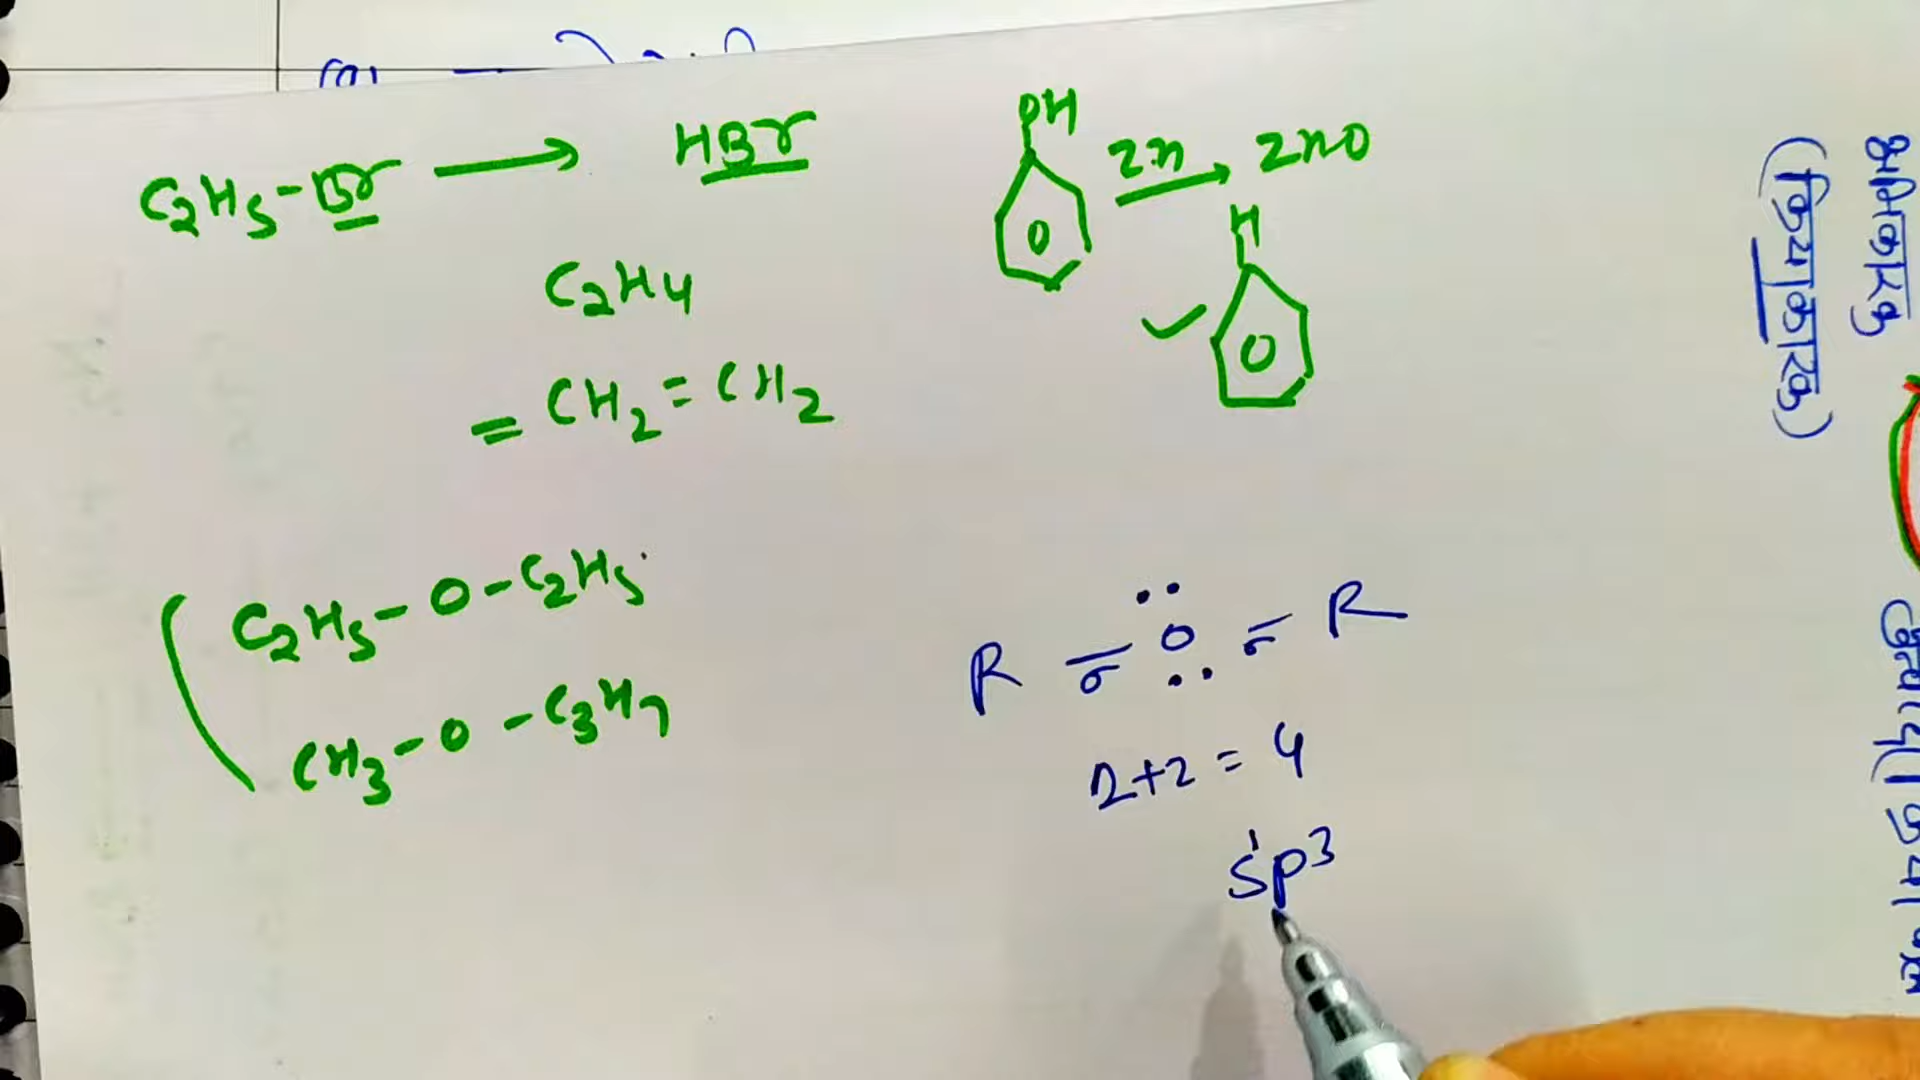 C₂H₅-Br ⟶ HBr
C₂H₄
= CH₂=CH₂
OH
Zn → ZnO
H
C₂H₅-O-C₂H₅
CH₃-O-C₃H₇
R -σ- O -σ- R
2+2 = 4
sp³
अभिकारक
(क्रियाकारक)